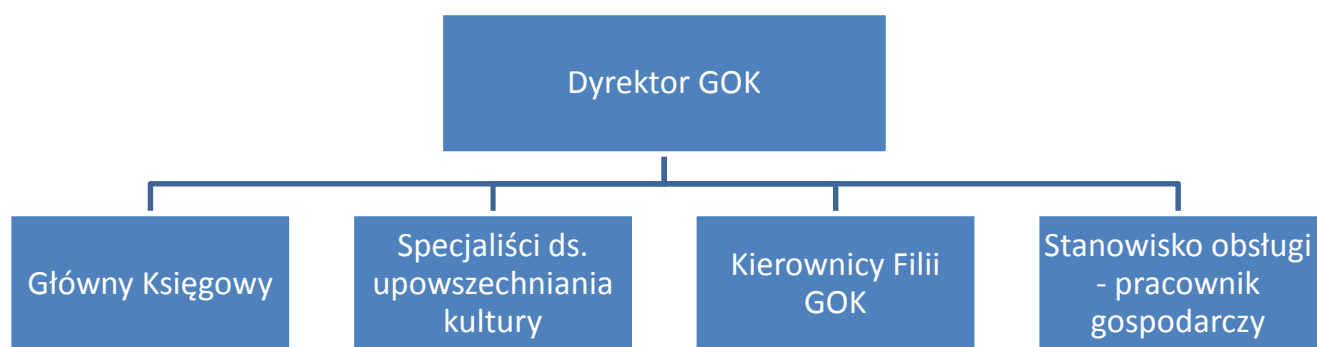 Dyrektor GOK
Główny Księgowy
Specjaliści ds.
upowszechniania
kultury
Kierownicy Filii
GOK
Stanowisko obsługi
- pracownik
gospodarczy